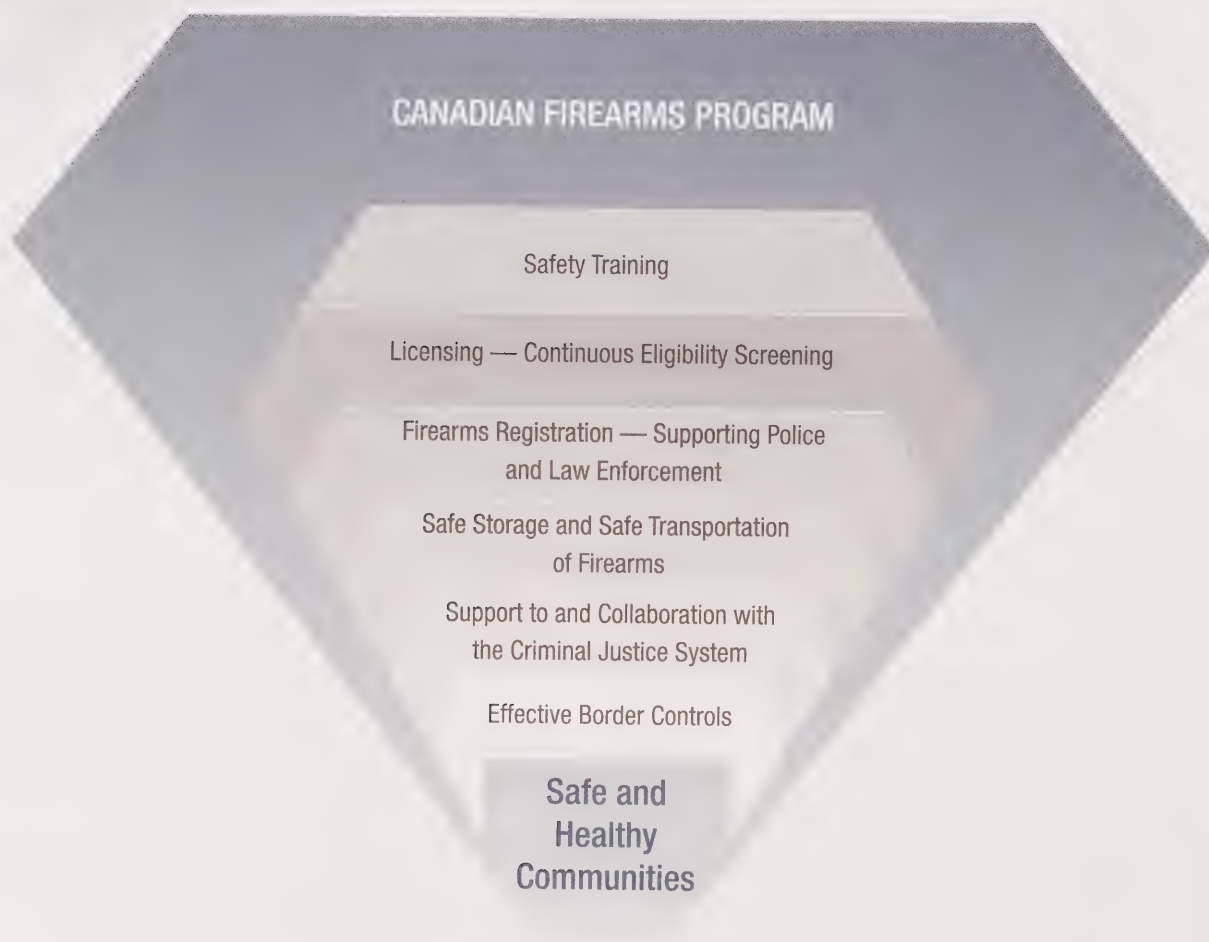 CANADIAN FIREARMS PROGRAM
Safety Training
Licensing — Continuous Eligibility Screening
Firearms Registration — Supporting Police
and Law Enforcement
Safe Storage and Safe Transportation
of Firearms
Support to and Collaboration with
the Criminal Justice System
Effective Border Controls
Safe and
Healthy
Communities